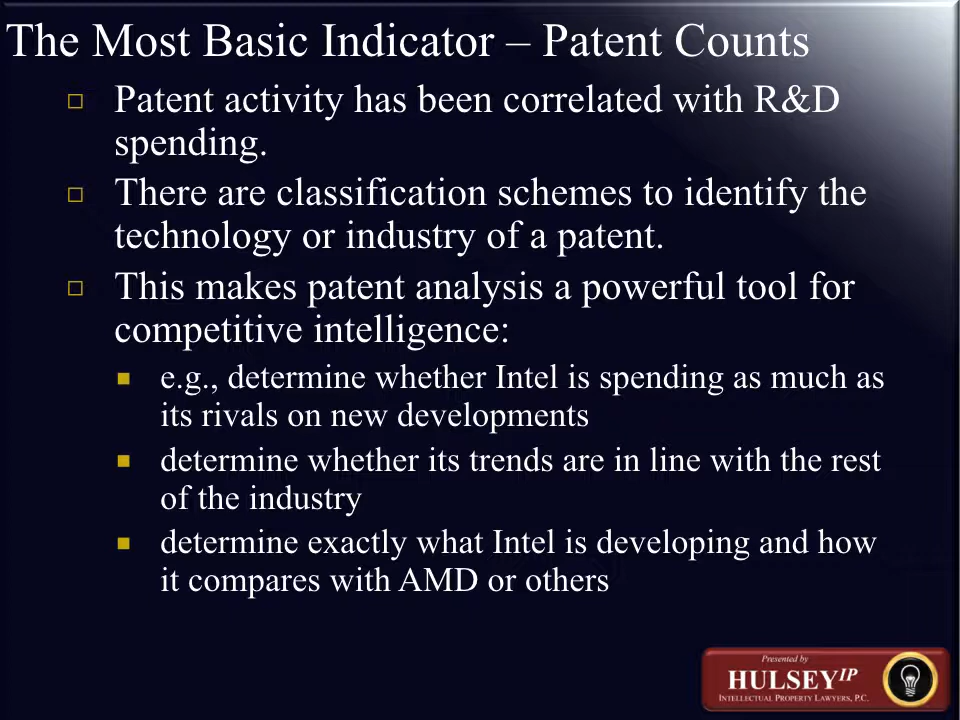 The Most Basic Indicator – Patent Counts
Patent activity has been correlated with R&D
spending.
There are classification schemes to identify the
technology or industry of a patent.
This makes patent analysis a powerful tool for
competitive intelligence:
e.g., determine whether Intel is spending as much as
its rivals on new developments
determine whether its trends are in line with the rest
of the industry
determine exactly what Intel is developing and how
it compares with AMD or others
Presented by
HULSEY IP
INTELLECTUAL PROPERTY LAWYERS, P.C.